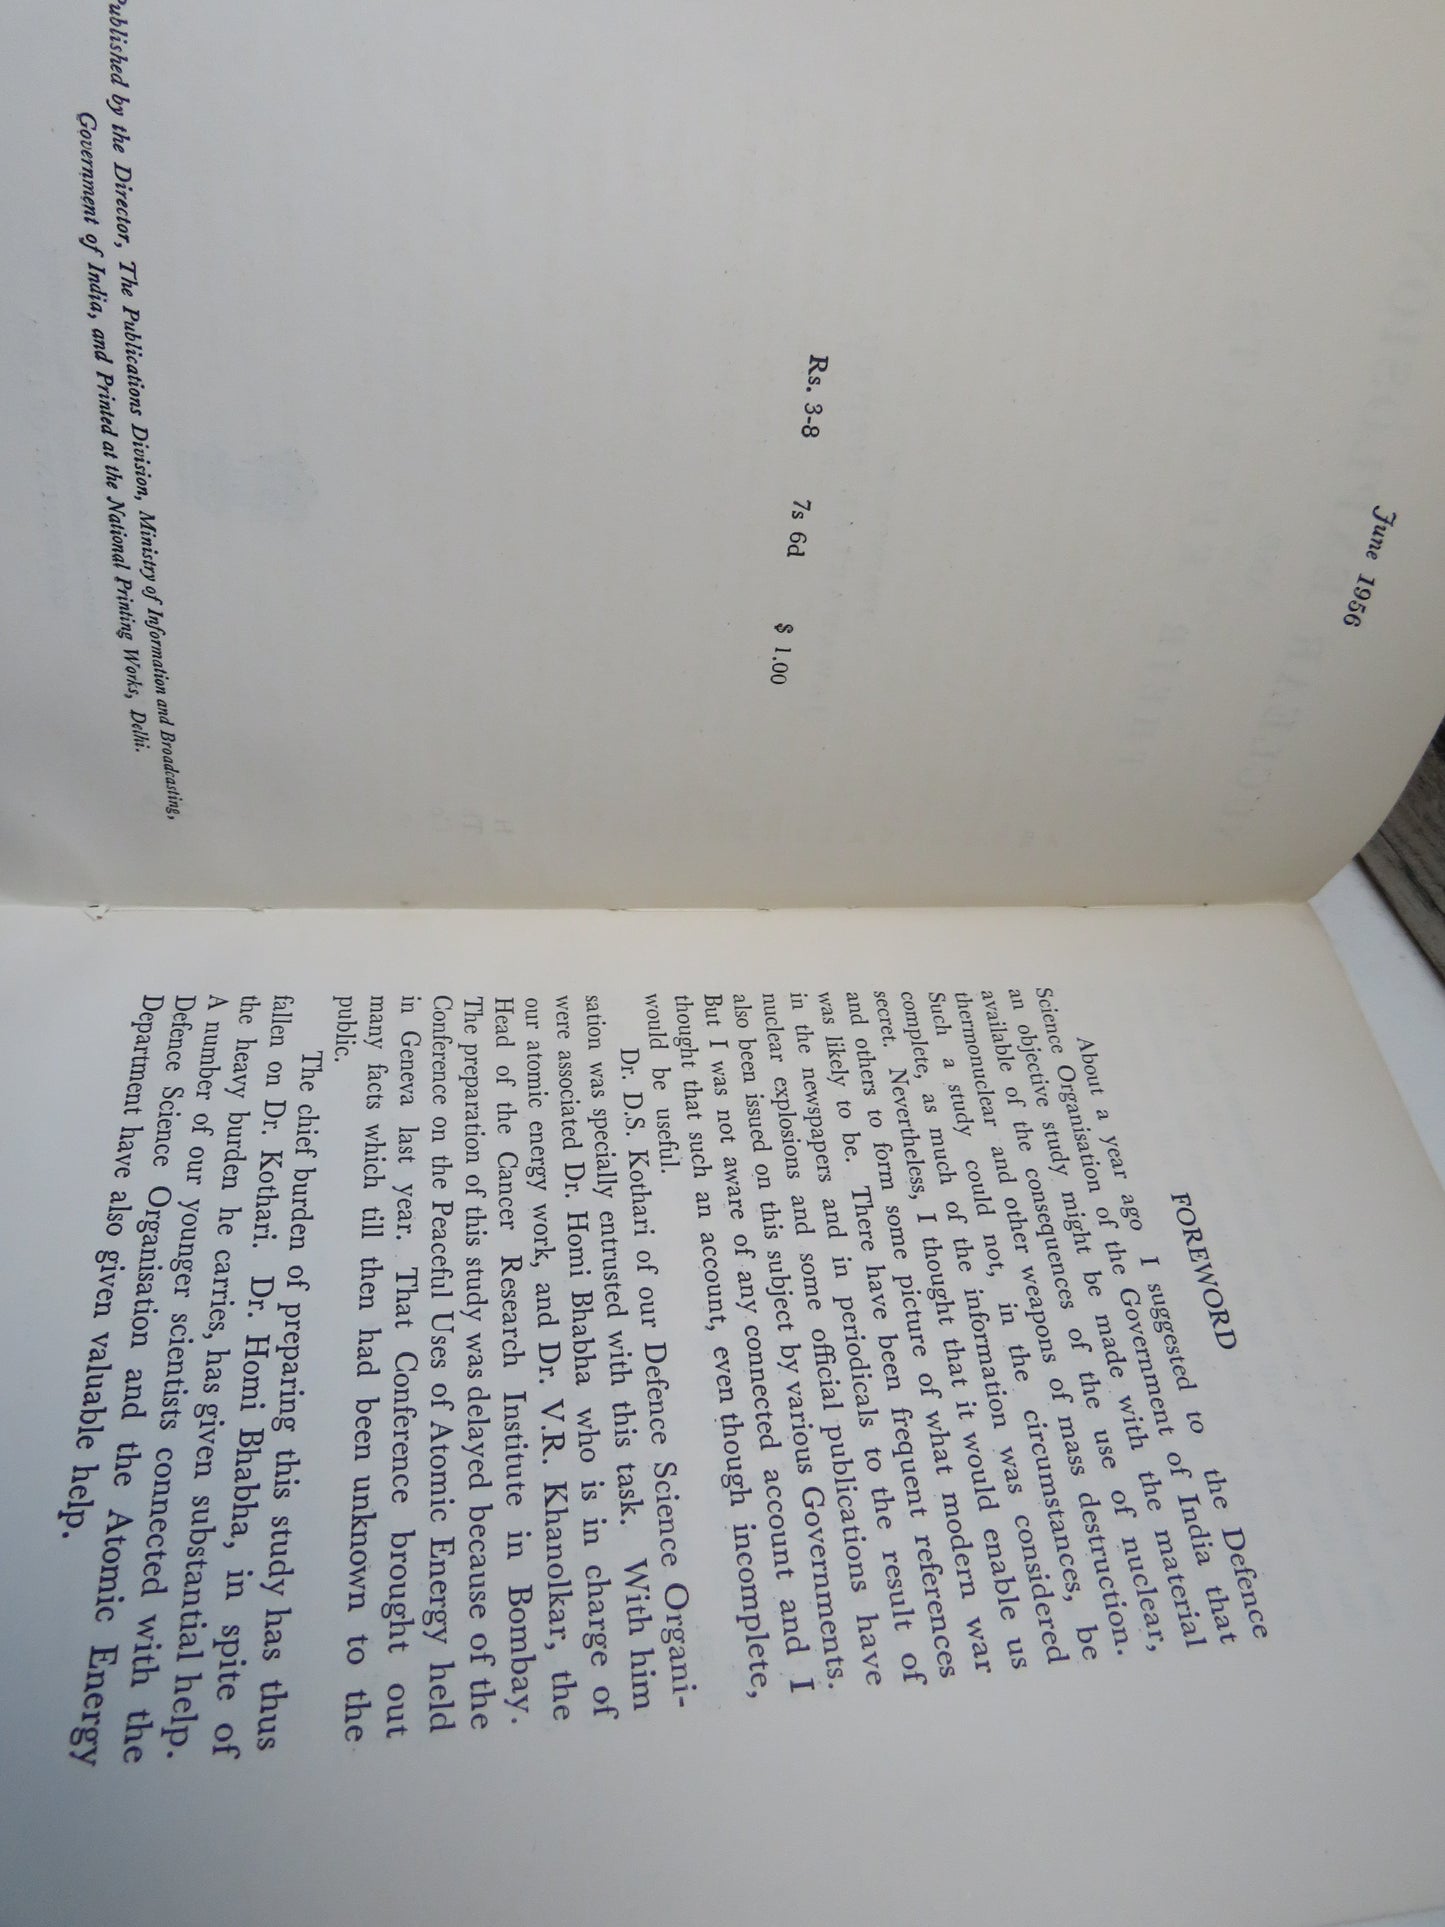 June 1956
Rs. 3-8 7s 6d $ 1.00
Published by the Director, The Publications Division, Ministry of Information and Broadcasting,
Government of India, and Printed at the National Printing Works, Delhi.
FOREWORD
About a year ago I suggested to the Defence
Science Organisation of the Government of India that
an objective study might be made with the material
available of the consequences of the use of nuclear,
thermonuclear and other weapons of mass destruction.
Such a study could not, in the circumstances, be
complete, as much of the information was considered
secret. Nevertheless, I thought that it would enable us
and others to form some picture of what modern war
was likely to be. There have been frequent references
in the newspapers and in periodicals to the result of
nuclear explosions and some official publications have
also been issued on this subject by various Governments.
But I was not aware of any connected account and I
thought that such an account, even though incomplete,
would be useful.
Dr. D.S. Kothari of our Defence Science Organi-
sation was specially entrusted with this task. With him
were associated Dr. Homi Bhabha who is in charge of
our atomic energy work, and Dr. V.R. Khanolkar, the
Head of the Cancer Research Institute in Bombay.
The preparation of this study was delayed because of the
Conference on the Peaceful Uses of Atomic Energy held
in Geneva last year. That Conference brought out
many facts which till then had been unknown to the
public.
The chief burden of preparing this study has thus
fallen on Dr. Kothari. Dr. Homi Bhabha, in spite of
the heavy burden he carries, has given substantial help.
A number of our younger scientists connected with the
Defence Science Organisation and the Atomic Energy
Department have also given valuable help.